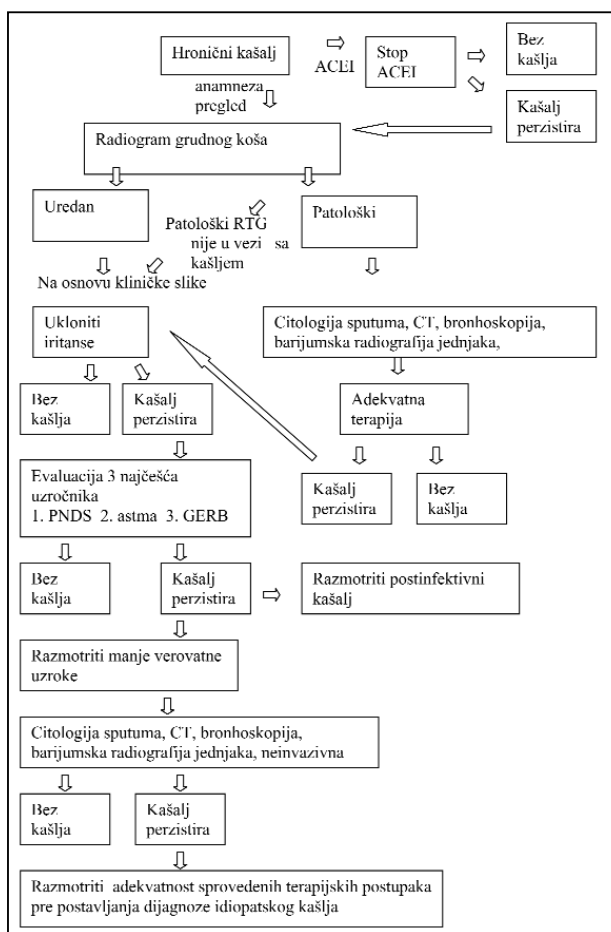 Hronični kašalj
ACEI
Stop
ACEI
Bez
kašlja
Kašalj
perzistira
anamneza
pregled
Radiogram grudnog koša
Uredan
Patološki RTG
nije u vezi sa
kašljem
Patološki
Na osnovu kliničke slike
Ukloniti
iritanse
Citologija sputuma, CT, bronhoskopija,
barijumska radiografija jednjaka,
Bez
kašlja
Kašalj
perzistira
Adekvatna
terapija
Kašalj
perzistira
Bez
kašlja
Evaluacija 3 najčešća
uzročnika
1. PNDS 2. astma 3. GERB
Bez
kašlja
Kašalj
perzistira
Razmotriti postinfektivni
kašalj
Razmotriti manje verovatne
uzroke
Citologija sputuma, CT, bronhoskopija,
barijumska radiografija jednjaka, neinvazivna
Bez
kašlja
Kašalj
perzistira
Razmotriti adekvatnost sprovedenih terapijskih postupaka
pre postavljanja dijagnoze idiopatskog kašlja